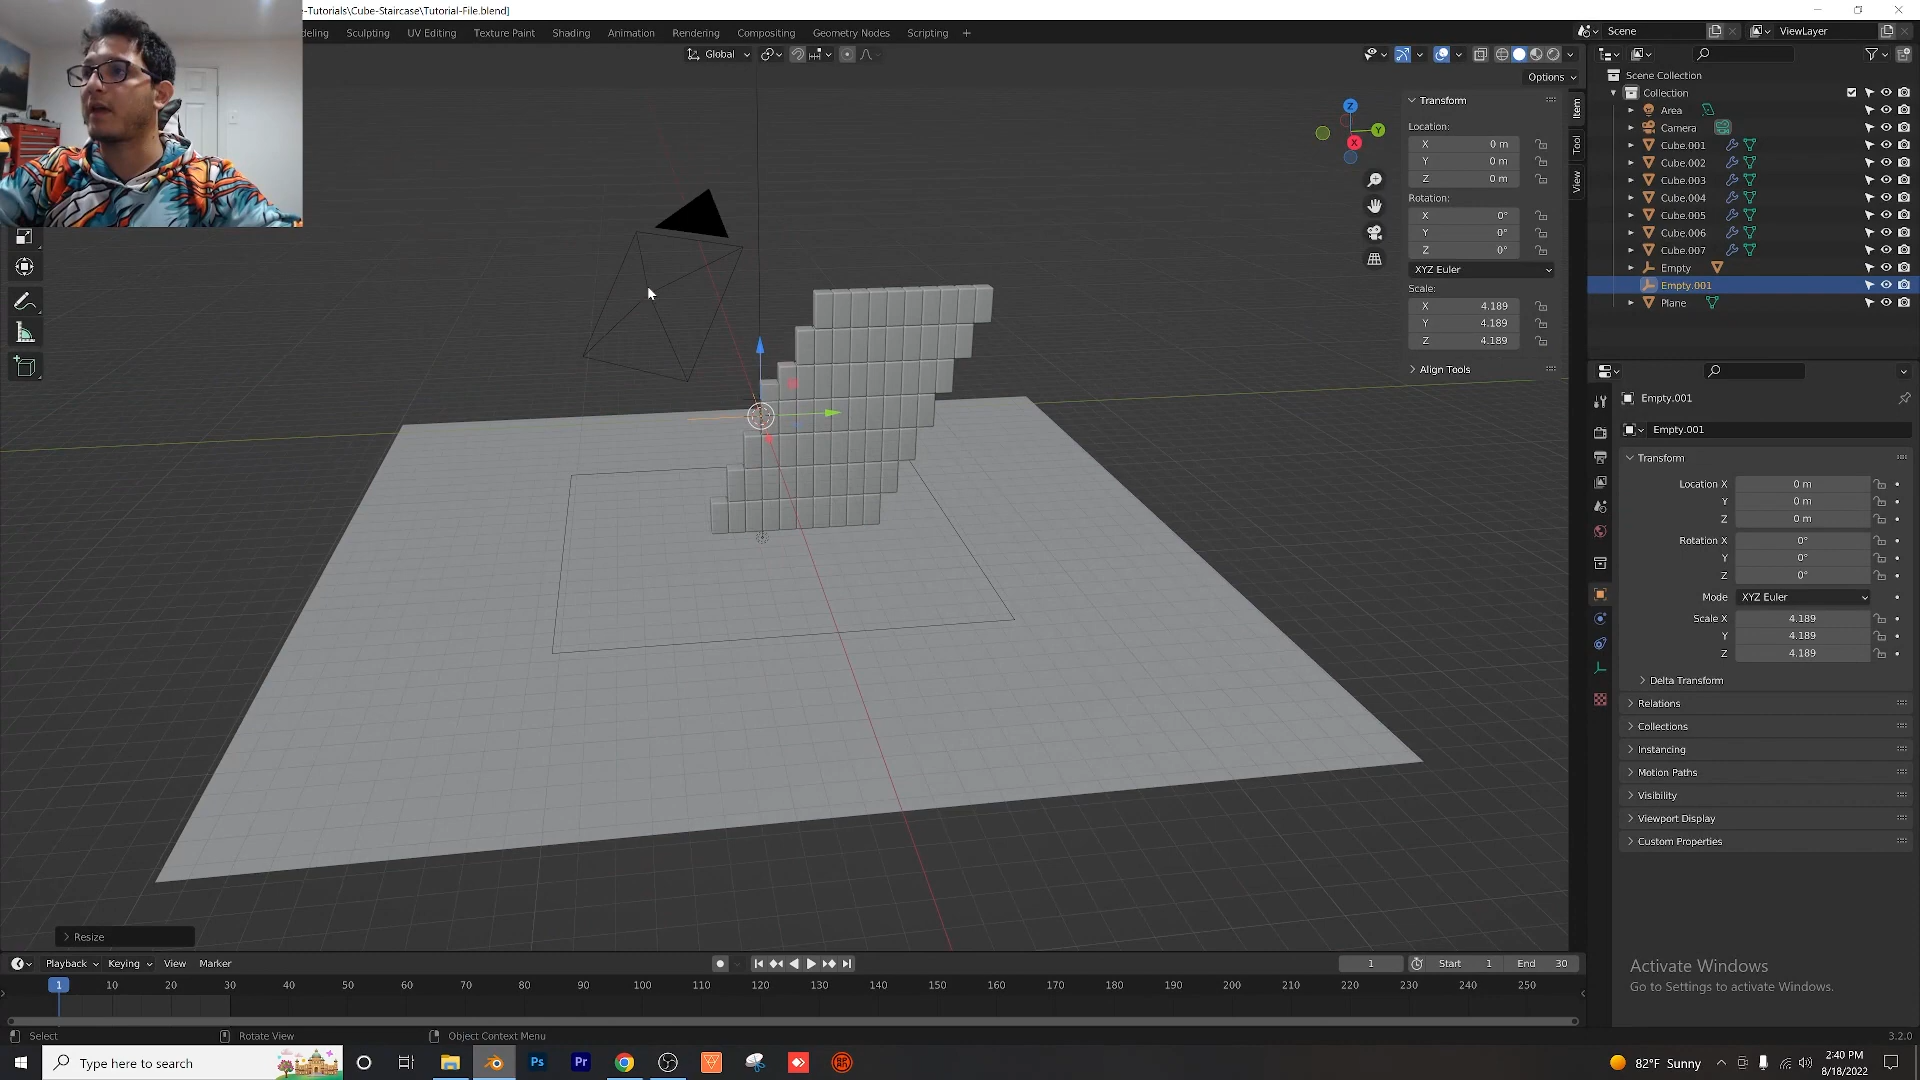 -Tutorials\Cube-Staircase\Tutorial-File.blend]
Sculpting UV Editing Texture Paint Shading Animation Rendering Compositing Geometry Nodes Scripting +
Scene ViewLayer
Global
Options
Transform
Location:
X 0 m
Y 0 m
Z 0 m
Rotation:
X 0°
Y 0°
Z 0°
XYZ Euler
Scale:
X 4.189
Y 4.189
Z 4.189
Align Tools
Item
Tool
View
Z
Y
X
Scene Collection
Collection
Area
Camera
Cube.001
Cube.002
Cube.003
Cube.004
Cube.005
Cube.006
Cube.007
Empty
Empty.001
Plane
Empty.001
Empty.001
Transform
Location X 0 m
Y 0 m
Z 0 m
Rotation X 0°
Y 0°
Z 0°
Mode XYZ Euler
Scale X 4.189
Y 4.189
Z 4.189
Delta Transform
Relations
Collections
Instancing
Motion Paths
Visibility
Viewport Display
Custom Properties
Activate Windows
Go to Settings to activate Windows.
Resize
Playback Keying View Marker
1 Start 1 End 30
1 10 20 30 40 50 60 70 80 90 100 110 120 130 140 150 160 170 180 190 200 210 220 230 240 250
Select Rotate View Object Context Menu 3.2.0
Type here to search
Ps
Pr
82°F Sunny
2:40 PM
8/18/2022